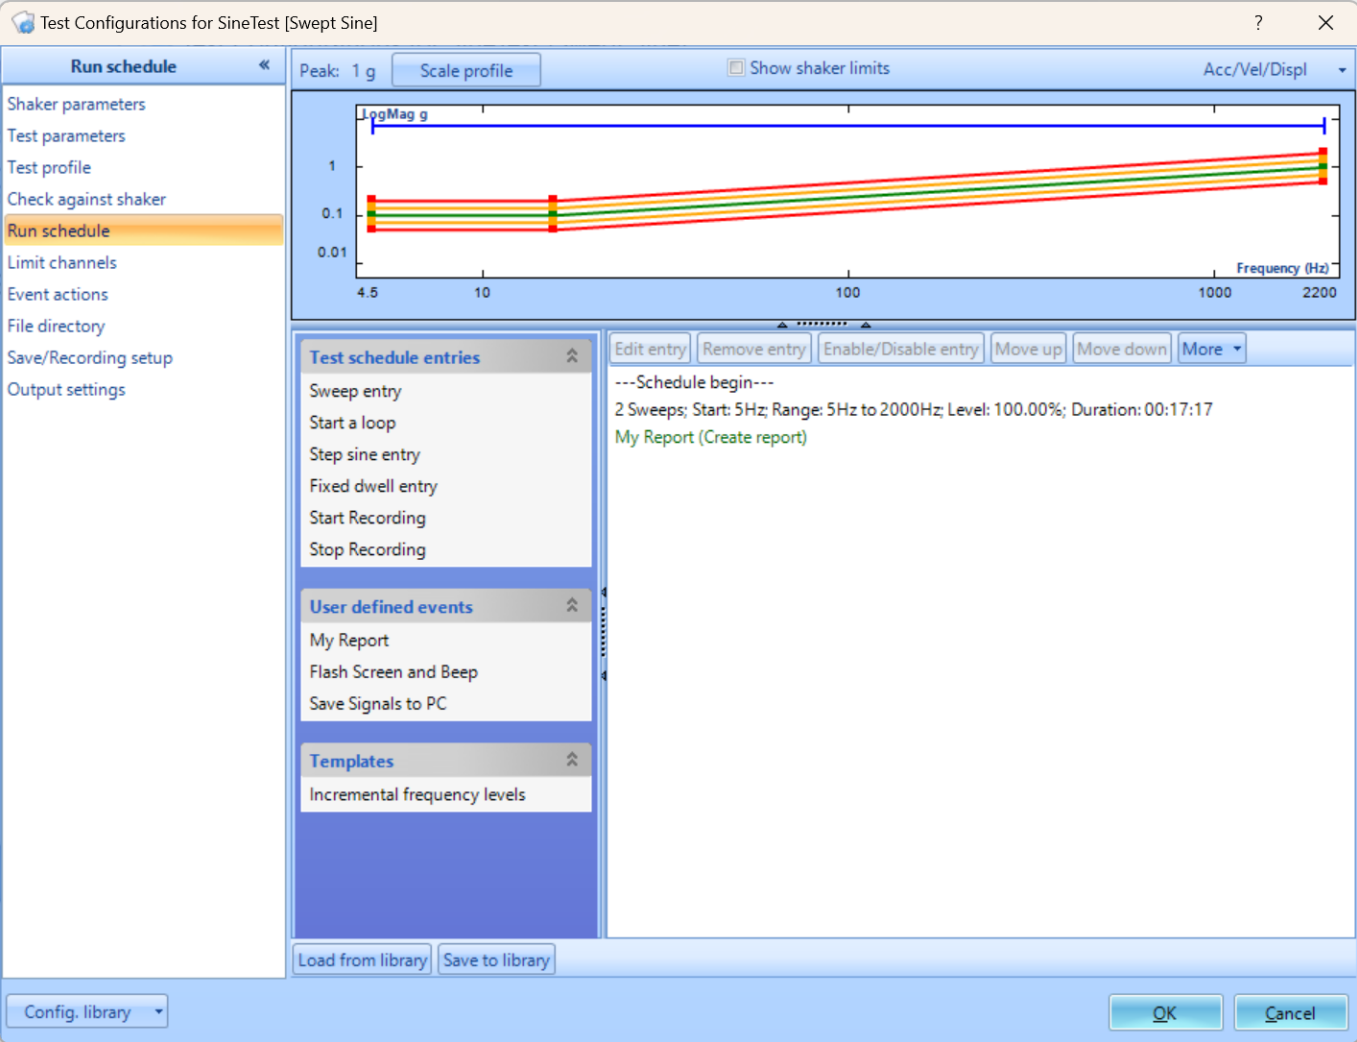 Test Configurations for SineTest [Swept Sine]
?
Run schedule «
Shaker parameters
Test parameters
Test profile
Check against shaker
Run schedule
Limit channels
Event actions
File directory
Save/Recording setup
Output settings
Peak: 1 g
Scale profile
Show shaker limits
Acc/Vel/Displ
LogMag g
1
0.1
0.01
Frequency (Hz)
4.5 10 100 1000 2200
Test schedule entries
Sweep entry
Start a loop
Step sine entry
Fixed dwell entry
Start Recording
Stop Recording
User defined events
My Report
Flash Screen and Beep
Save Signals to PC
Templates
Incremental frequency levels
Edit entry Remove entry Enable/Disable entry Move up Move down More
---Schedule begin---
2 Sweeps; Start: 5Hz; Range: 5Hz to 2000Hz; Level: 100.00%; Duration: 00:17:17
My Report (Create report)
Load from library Save to library
Config. library
OK Cancel